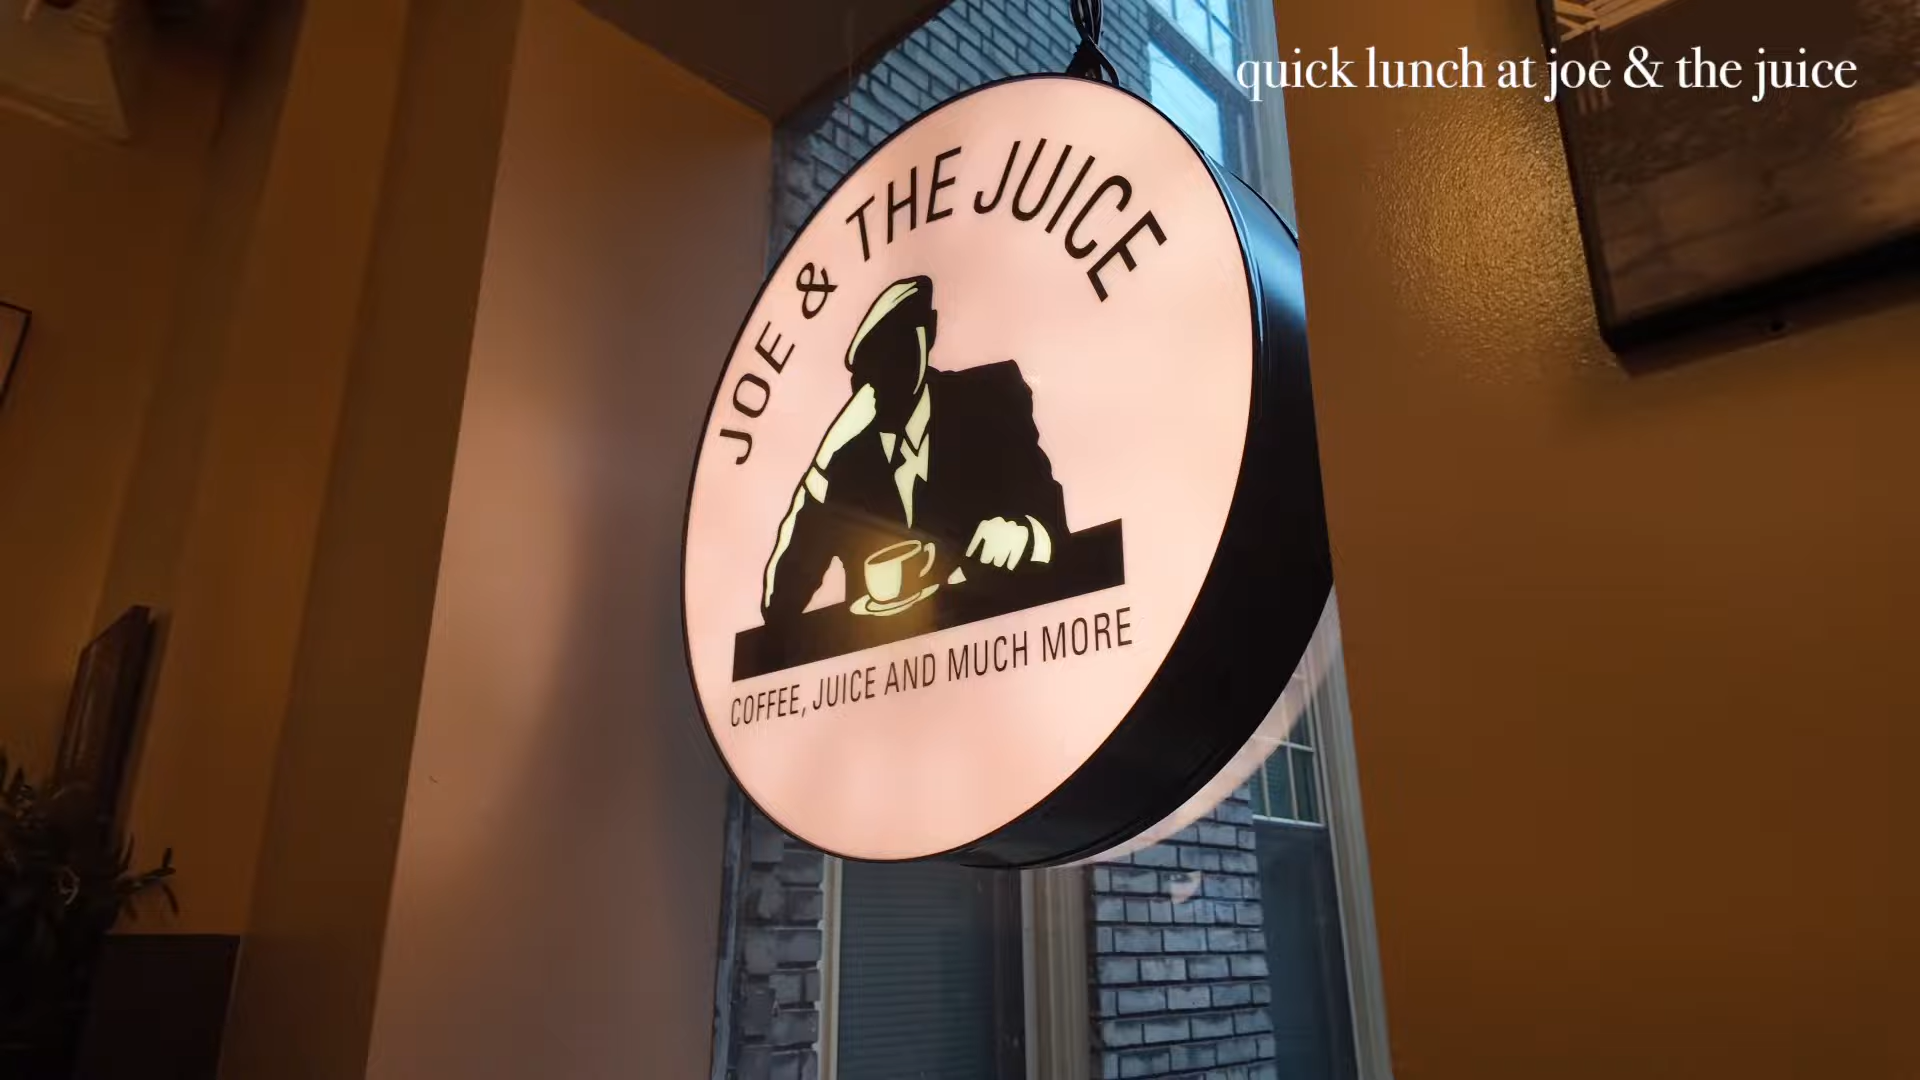 quick lunch at joe & the juice
JOE & THE JUICE
COFFEE, JUICE AND MUCH MORE